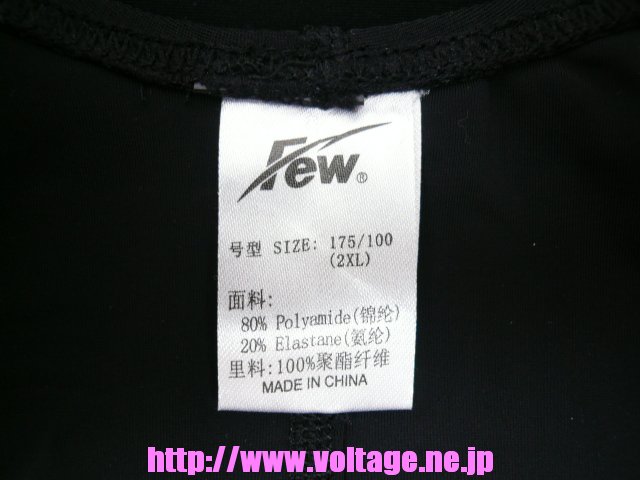 Few®
号型 SIZE: 175/100
(2XL)
面料:
80% Polyamide(锦纶)
20% Elastane(氨纶)
里料:100%聚酯纤维
MADE IN CHINA
http://www.voltage.ne.jp